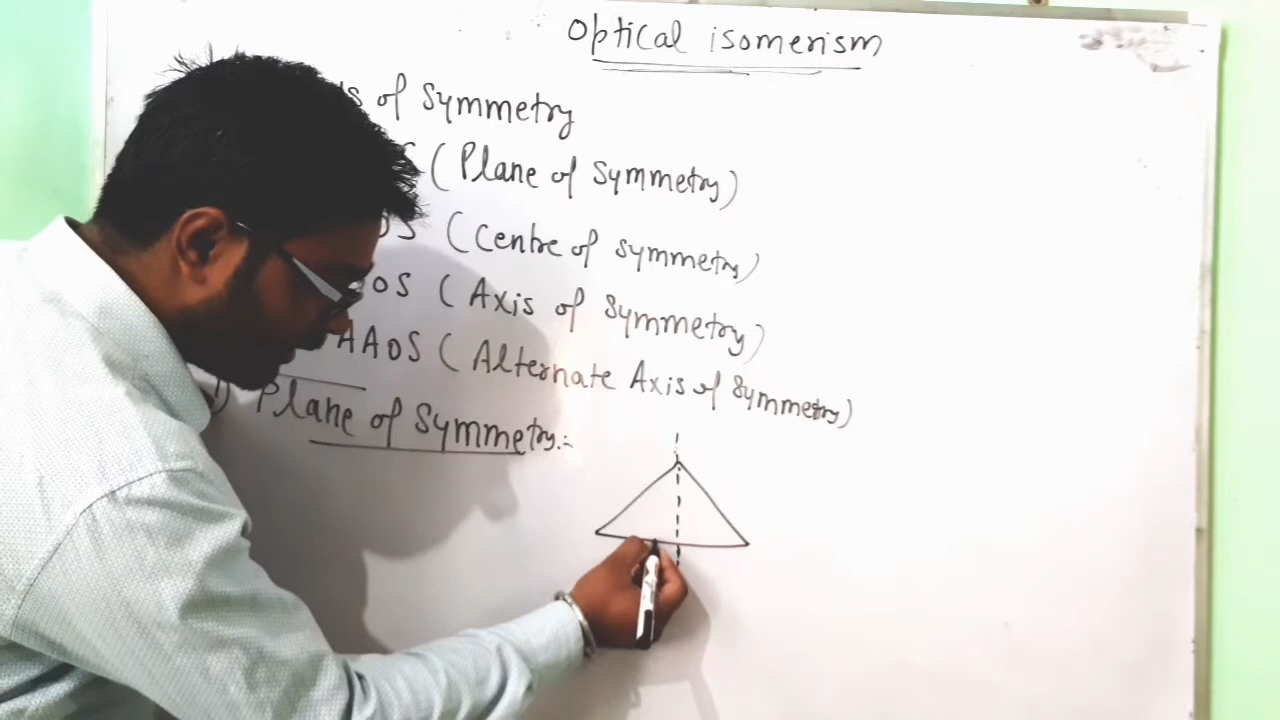 Optical isomerism
of Symmetry
(Plane of Symmetry)
OS (Centre of symmetry)
OS (Axis of Symmetry)
AAOS (Alternate Axis of Symmetry)
1) Plane of Symmetry:-